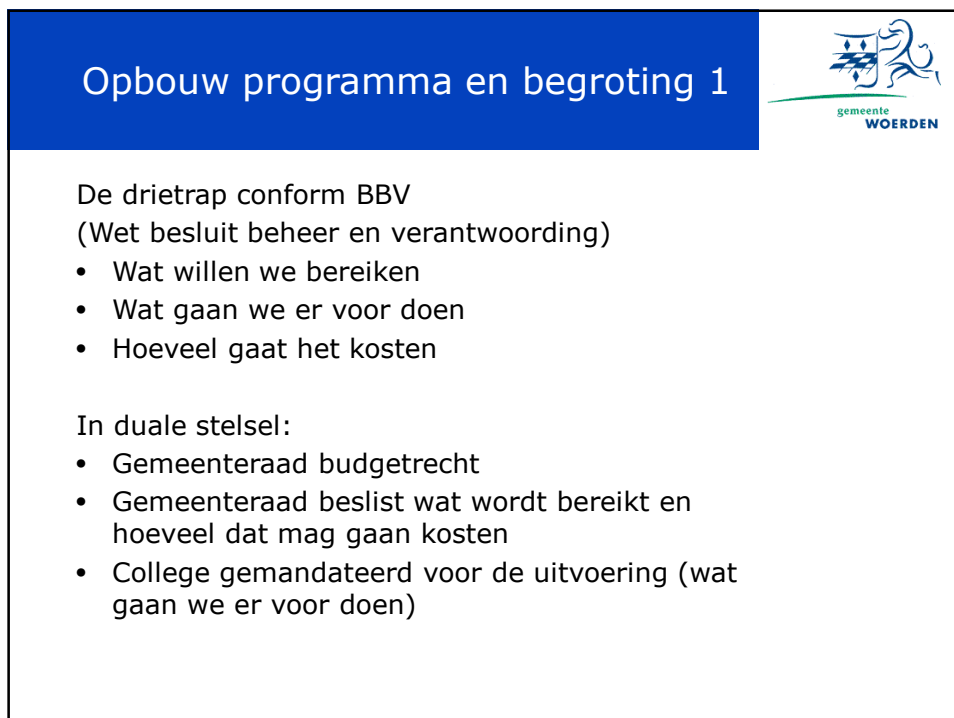 Opbouw programma en begroting 1
gemeente
WOERDEN
De drietrap conform BBV
(Wet besluit beheer en verantwoording)
• Wat willen we bereiken
• Wat gaan we er voor doen
• Hoeveel gaat het kosten
In duale stelsel:
• Gemeenteraad budgetrecht
• Gemeenteraad beslist wat wordt bereikt en
hoeveel dat mag gaan kosten
• College gemandateerd voor de uitvoering (wat
gaan we er voor doen)